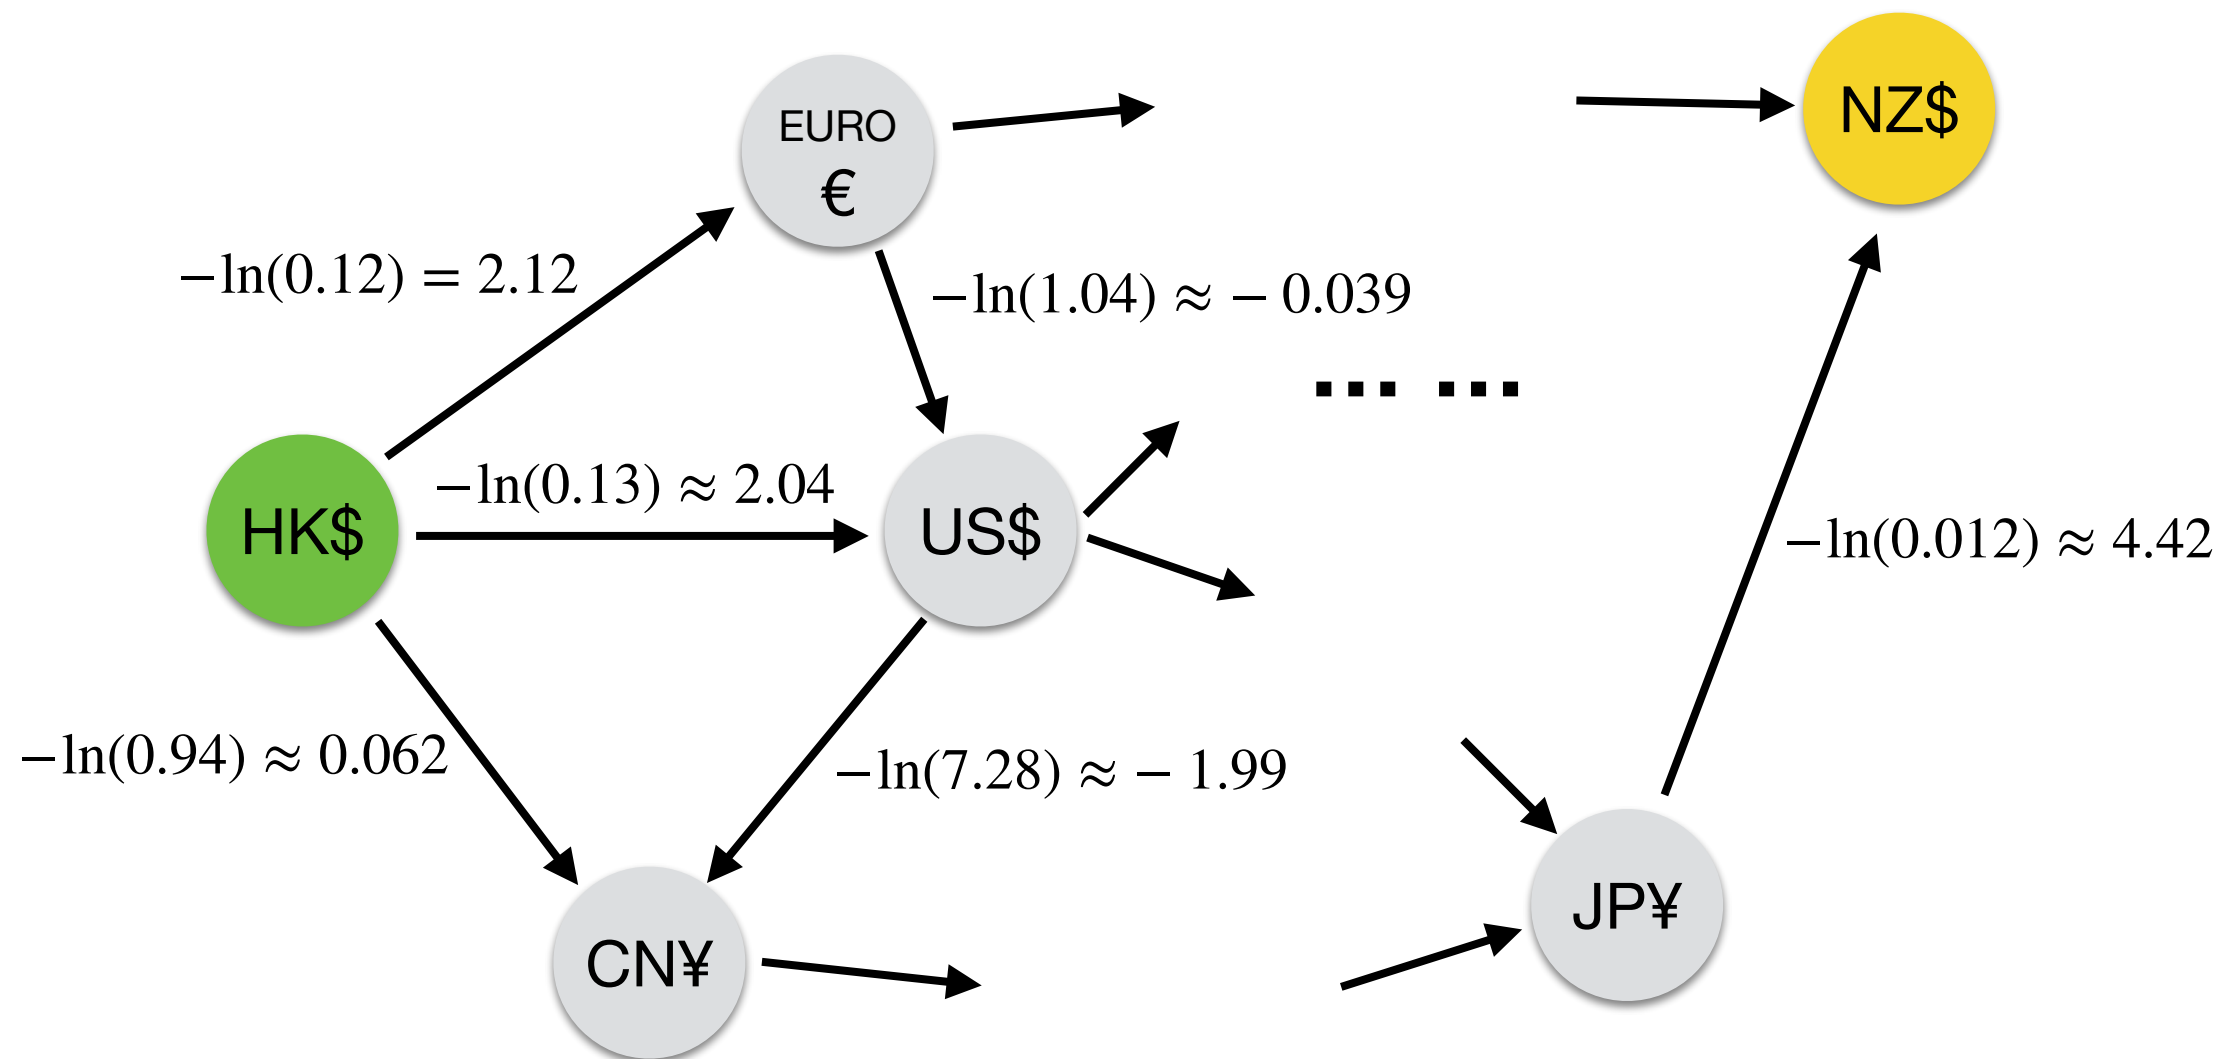 EURO
€
NZ$
−ln(0.12) = 2.12
−ln(1.04) ≈ − 0.039
... ...
−ln(0.13) ≈ 2.04
HK$
US$
−ln(0.012) ≈ 4.42
−ln(0.94) ≈ 0.062
−ln(7.28) ≈ − 1.99
JP¥
CN¥